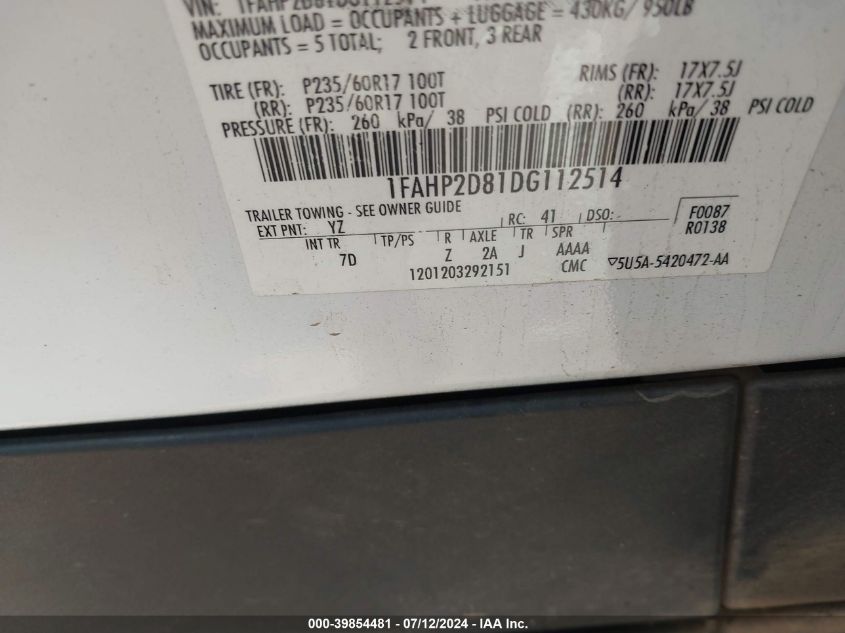 VIN: 1FAHP2D81DG112514
MAXIMUM LOAD = OCCUPANTS + LUGGAGE = 430KG/ 950LB
OCCUPANTS = 5 TOTAL; 2 FRONT, 3 REAR
TIRE (FR): P235/60R17 100T RIMS (FR): 17X7.5J
(RR): P235/60R17 100T (RR): 17X7.5J
PRESSURE (FR): 260 kPa/ 38 PSI COLD (RR): 260 kPa/ 38 PSI COLD
1FAHP2D81DG112514
TRAILER TOWING - SEE OWNER GUIDE
EXT PNT: YZ RC: 41 DSO: F0087
INT TR TP/PS R AXLE TR SPR R0138
7D Z 2A J AAAA
1201203292151 CMC ▽5U5A-5420472-AA
000-39854481 - 07/12/2024 - Copyright IAA, Inc.